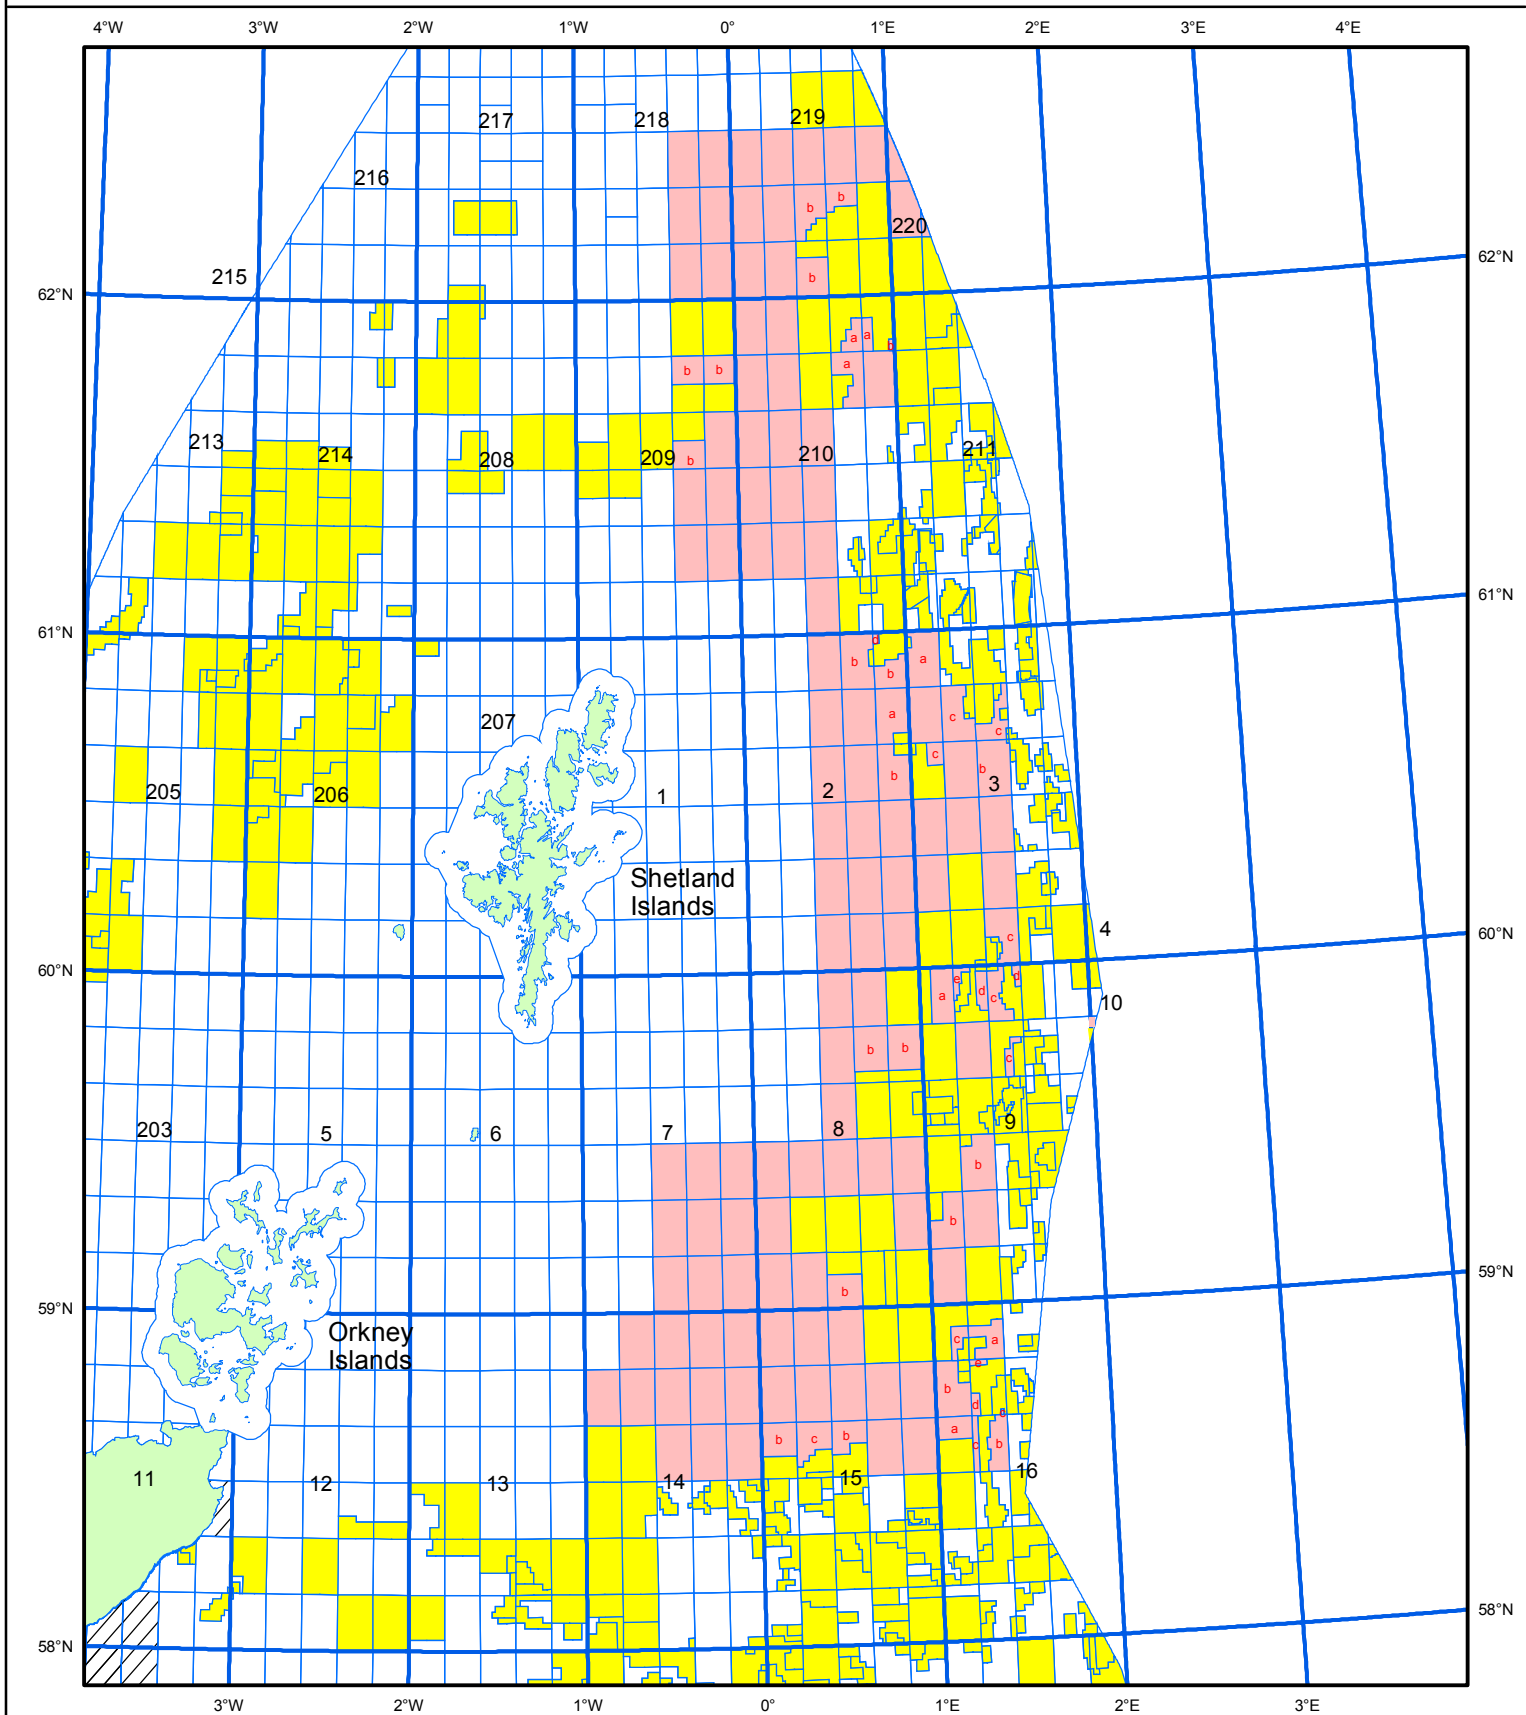 4°W 3°W 2°W 1°W 0° 1°E 2°E 3°E 4°E
217 218 219
216
b b
220
62°N
215
b
62°N
a a b
b b a
213 214 208 209 b 210 211
61°N
61°N
d
b a
b
a c
207
c
c
b b
205 206 1 2 3
Shetland
Islands
4
60°N
c
60°N
e d
a d c
10
b b
c
203 5 6 7 8 9
b
b
59°N
b
59°N
Orkney
Islands
c a
e
b
d
c
a
b c b
c b
11 12 13 14 15 16
58°N
58°N
3°W 2°W 1°W 0° 1°E 2°E 3°E